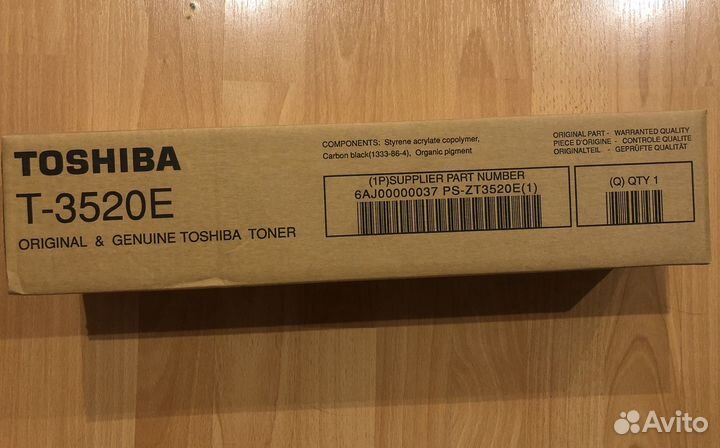 TOSHIBA
T-3520E
ORIGINAL & GENUINE TOSHIBA TONER
COMPONENTS: Styrene acrylate copolymer,
Carbon black(1333-86-4), Organic pigment
ORIGINAL PART - WARRANTED QUALITY
PIECE D'ORIGINE - CONTROLE QUALITE
ORIGINALTEIL - GEPRÜFTE QUALITÄT
(1P)SUPPLIER PART NUMBER
6AJ00000037 PS-ZT3520E(1)
(Q) QTY 1
Avito